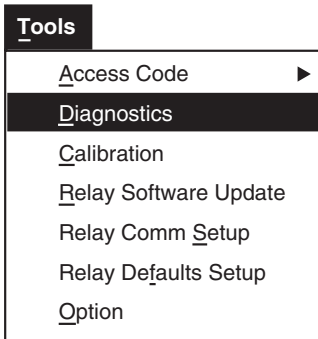 Tools
Access Code
Diagnostics
Calibration
Relay Software Update
Relay Comm Setup
Relay Defaults Setup
Option